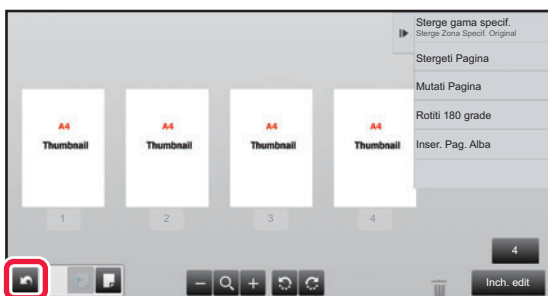 Sterge gama specif.
Sterge Zona Specif. Original
Stergeti Pagina
Mutati Pagina
Rotiti 180 grade
Inser. Pag. Alba
A4
Thumbnail
A4
Thumbnail
A4
Thumbnail
A4
Thumbnail
1
2
3
4
4
Inch. edit